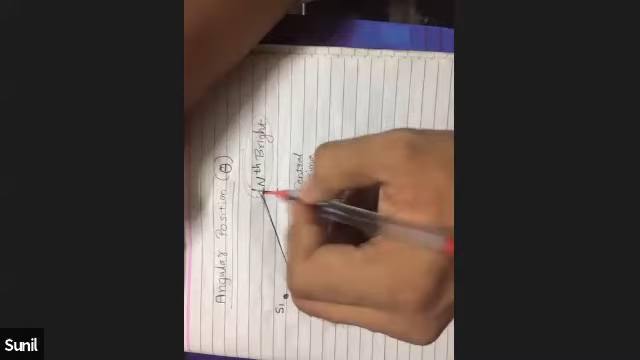 Angular Position (θ)
Nth Bright
Central
S1
Sunil